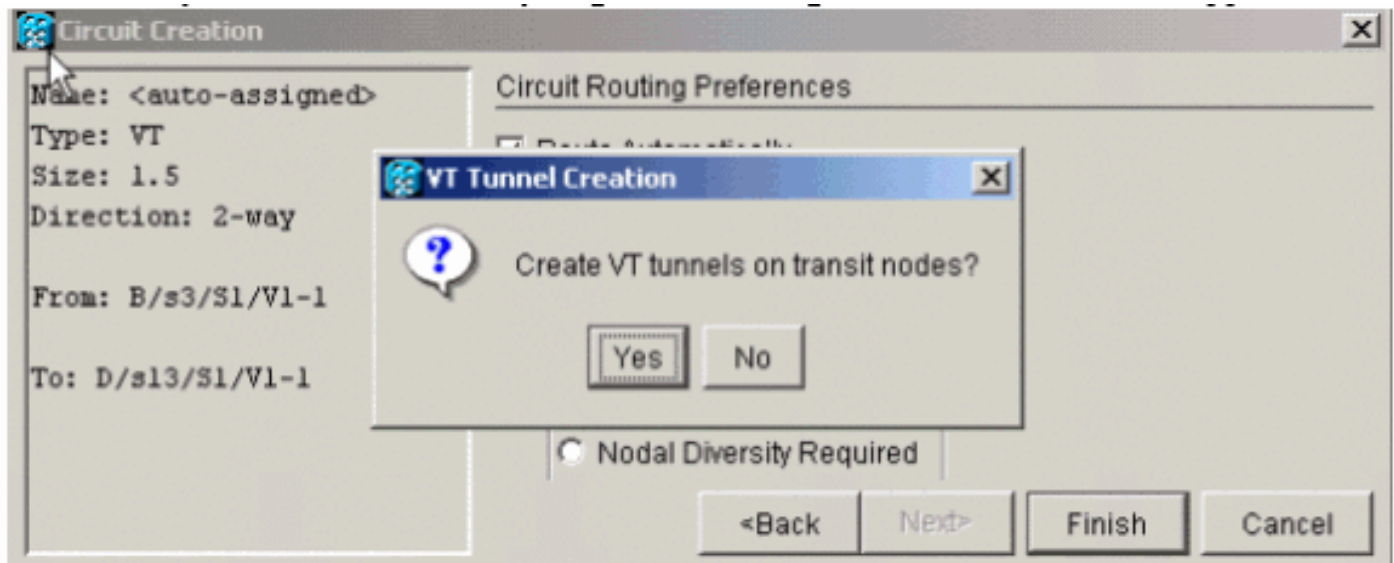 Circuit Creation
Name: <auto-assigned>
Circuit Routing Preferences
Type: VT
Size: 1.5
Direction: 2-way
From: B/s3/S1/V1-1
To: D/s13/S1/V1-1
VT Tunnel Creation
Create VT tunnels on transit nodes?
Yes No
Nodal Diversity Required
<Back Next> Finish Cancel